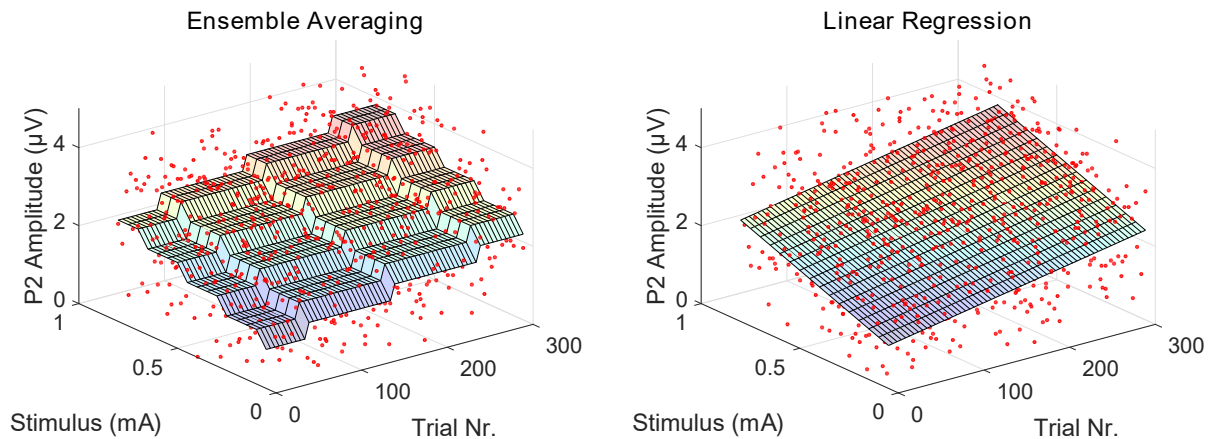 Ensemble Averaging
P2 Amplitude (µV)
4
2
0
1
0.5
0
Stimulus (mA)
0
100
200
300
Trial Nr.
Linear Regression
P2 Amplitude (µV)
4
2
0
1
0.5
0
Stimulus (mA)
0
100
200
300
Trial Nr.